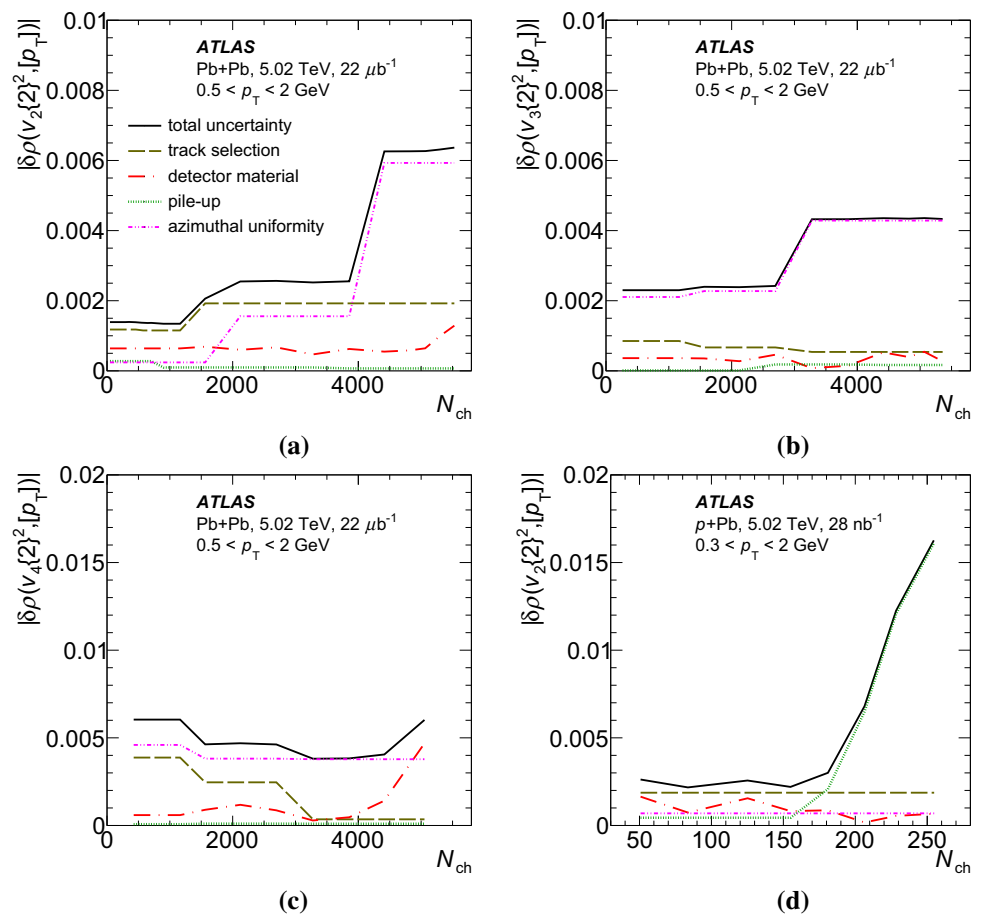 |δρ(v₂{2}²,[p_T])|
0.01
0.008
0.006
0.004
0.002
0
ATLAS
Pb+Pb, 5.02 TeV, 22 μb⁻¹
0.5 < p_T < 2 GeV
total uncertainty
track selection
detector material
pile-up
azimuthal uniformity
0 2000 4000
N_ch
(a)
|δρ(v₃{2}²,[p_T])|
0.01
0.008
0.006
0.004
0.002
0
ATLAS
Pb+Pb, 5.02 TeV, 22 μb⁻¹
0.5 < p_T < 2 GeV
0 2000 4000
N_ch
(b)
|δρ(v₄{2}²,[p_T])|
0.02
0.015
0.01
0.005
0
ATLAS
Pb+Pb, 5.02 TeV, 22 μb⁻¹
0.5 < p_T < 2 GeV
0 2000 4000
N_ch
(c)
|δρ(v₂{2}²,[p_T])|
0.02
0.015
0.01
0.005
0
ATLAS
p+Pb, 5.02 TeV, 28 nb⁻¹
0.3 < p_T < 2 GeV
50 100 150 200 250
N_ch
(d)